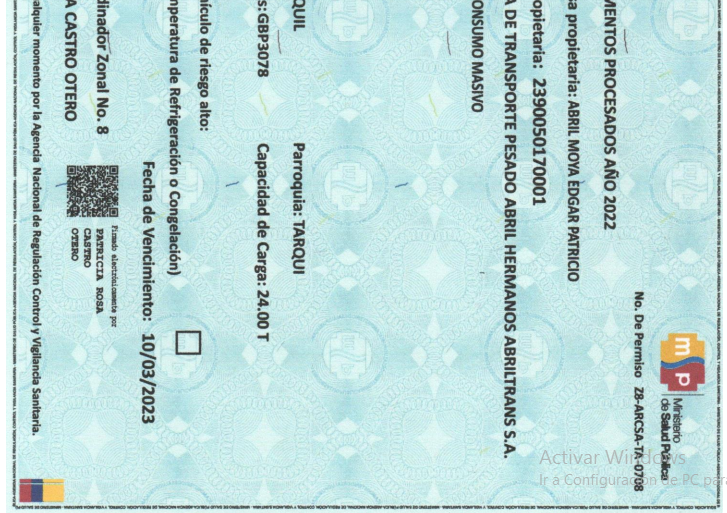 Ministerio
de Salud Pública
No. De Permiso Z8-ARCSA-TA-0708
MENTOS PROCESADOS AÑO 2022
a propietaria: ABRIL MOYA EDGAR PATRICIO
opietaria: 2390050170001
A DE TRANSPORTE PESADO ABRIL HERMANOS ABRILTRANS S.A.
ONSUMO MASIVO
QUIL Parroquia: TARQUI
s: GBP3078 Capacidad de Carga: 24.00 T
ículo de riesgo alto:
peratura de Refrigeración o Congelación)
Fecha de Vencimiento: 10/03/2023
dinador Zonal No. 8
A CASTRO OTERO
Firmado electrónicamente por
PATRICIA ROSA
CASTRO
OTERO
alquier momento por la Agencia Nacional de Regulación Control y Vigilancia Sanitaria.
Activar Windows
Ir a Configuración de PC par